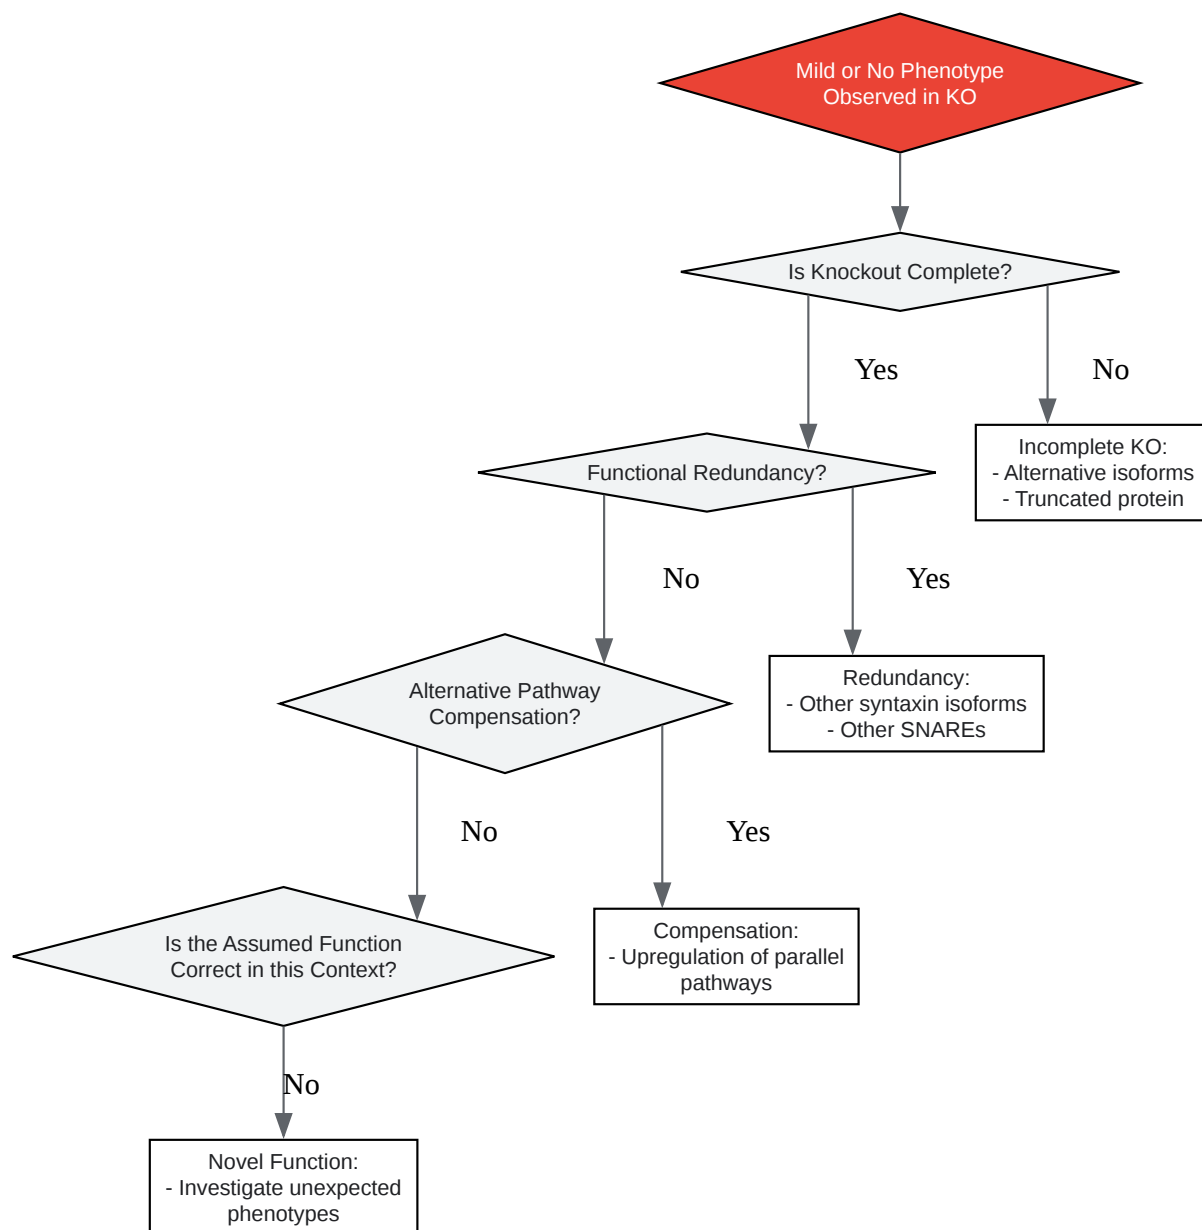 Mild or No Phenotype
Observed in KO
Is Knockout Complete?
Yes
No
Incomplete KO:
- Alternative isoforms
- Truncated protein
Functional Redundancy?
No
Yes
Redundancy:
- Other syntaxin isoforms
- Other SNAREs
Alternative Pathway
Compensation?
No
Yes
Compensation:
- Upregulation of parallel
pathways
Is the Assumed Function
Correct in this Context?
No
Novel Function:
- Investigate unexpected
phenotypes